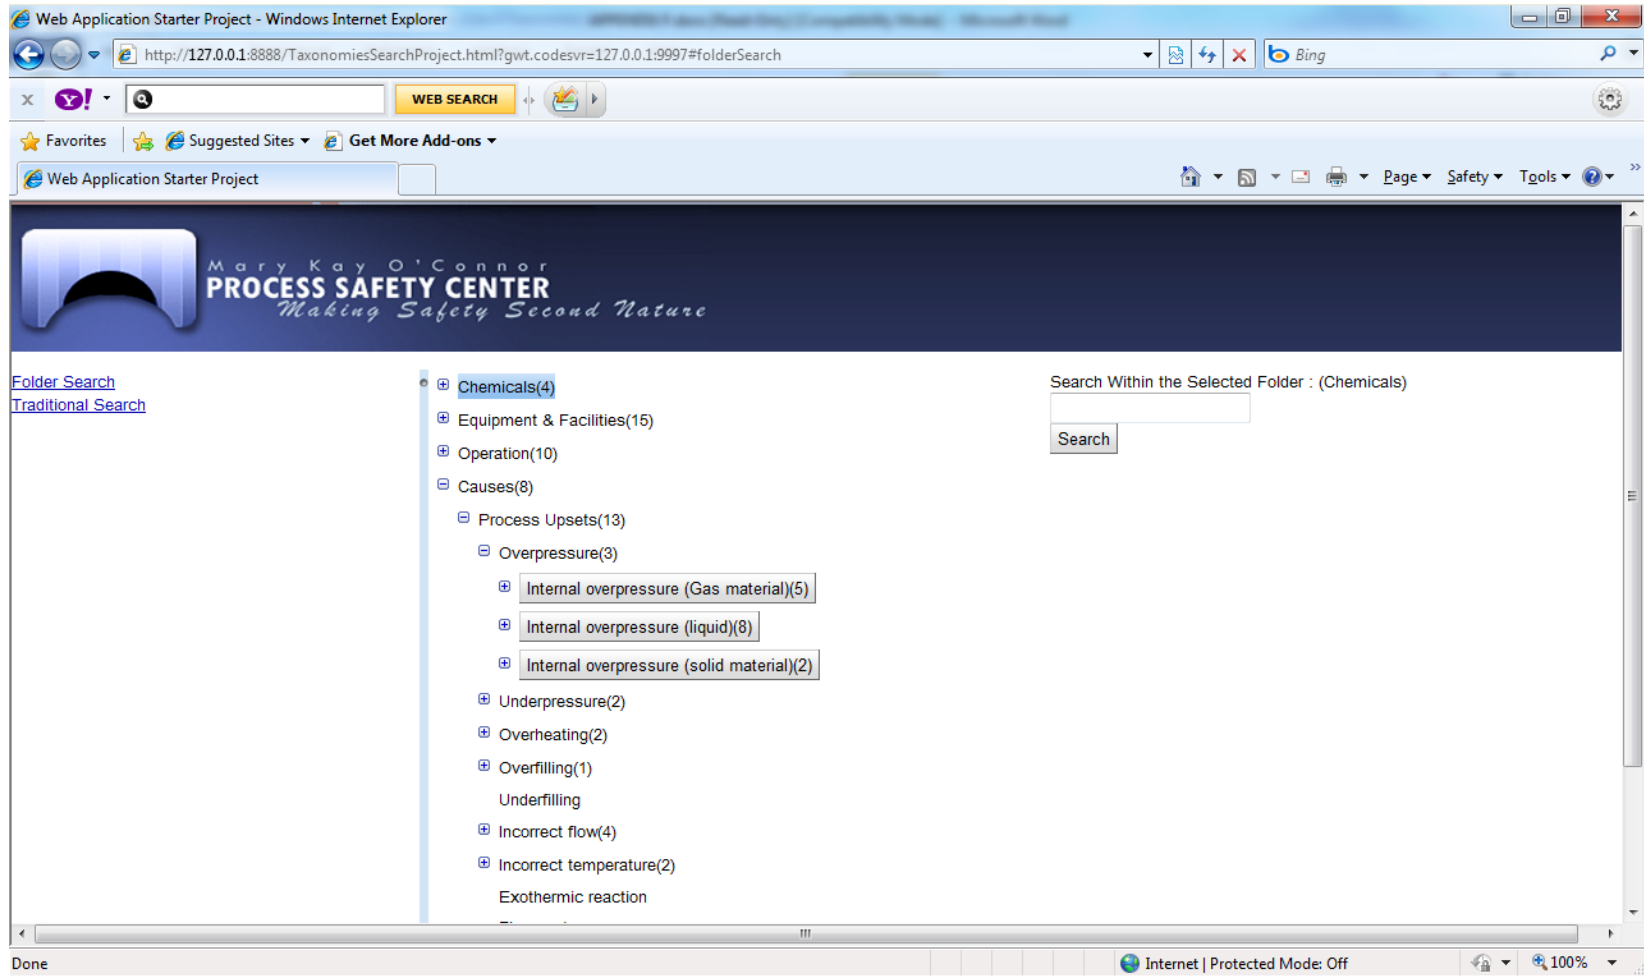 Web Application Starter Project - Windows Internet Explorer
http://127.0.0.1:8888/TaxonomiesSearchProject.html?gwt.codesvr=127.0.0.1:9997#folderSearch
Bing
x Y! WEB SEARCH
Favorites Suggested Sites Get More Add-ons
Web Application Starter Project
Page Safety Tools
Mary Kay O'Connor
PROCESS SAFETY CENTER
Making Safety Second Nature
Folder Search
Traditional Search
Chemicals(4)
Equipment & Facilities(15)
Operation(10)
Causes(8)
Process Upsets(13)
Overpressure(3)
Internal overpressure (Gas material)(5)
Internal overpressure (liquid)(8)
Internal overpressure (solid material)(2)
Underpressure(2)
Overheating(2)
Overfilling(1)
Underfilling
Incorrect flow(4)
Incorrect temperature(2)
Exothermic reaction
Search Within the Selected Folder : (Chemicals)
Search
Done
Internet | Protected Mode: Off
100%